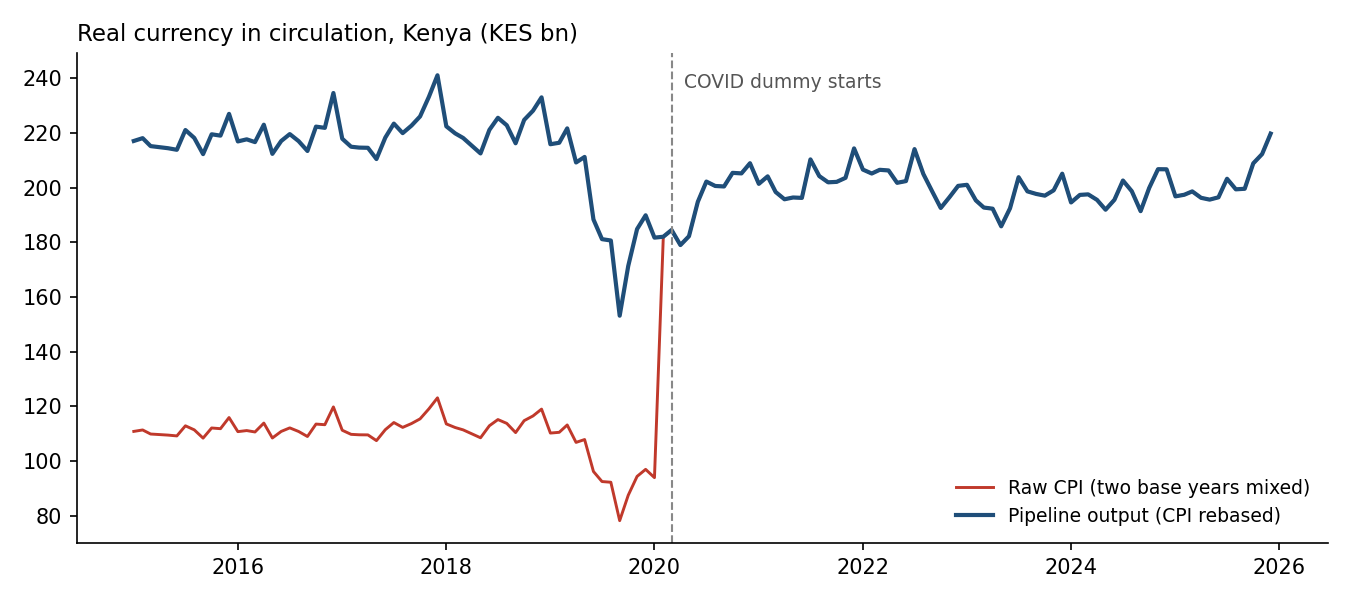 Real currency in circulation, Kenya (KES bn)
240
COVID dummy starts
220
200
180
160
140
120
100
Raw CPI (two base years mixed)
80
Pipeline output (CPI rebased)
2016 2018 2020 2022 2024 2026